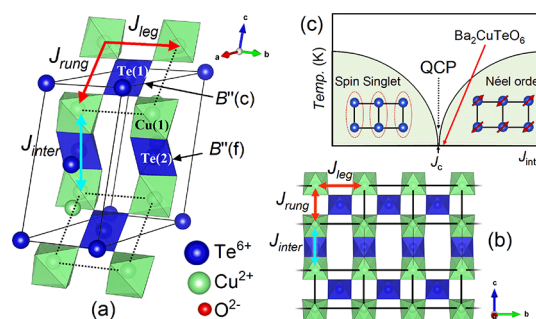 J_leg
J_rung
Te(1)
B''(c)
Cu(1)
Te(2)
B''(f)
J_inter
c
a
b
Te6+
Cu2+
O2-
(a)
(c)
Ba2CuTeO6
Temp. (K)
QCP
Spin Singlet
Néel orde
J_c
J_int
J_leg
J_rung
J_inter
(b)
c
a
b